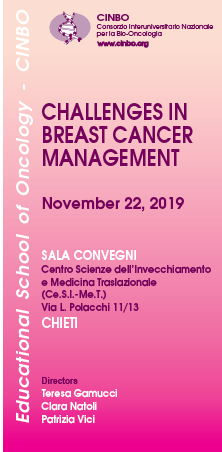 CINBO
Consorzio Interuniversitario Nazionale
per la Bio-Oncologia
www.cinbo.org
Educational School of Oncology - CINBO
CHALLENGES IN
BREAST CANCER
MANAGEMENT
November 22, 2019
SALA CONVEGNI
Centro Scienze dell'Invecchiamento
e Medicina Traslazionale
(Ce.S.I.-Me.T.)
Via L. Polacchi 11/13
CHIETI
Directors
Teresa Gamucci
Clara Natoli
Patrizia Vici